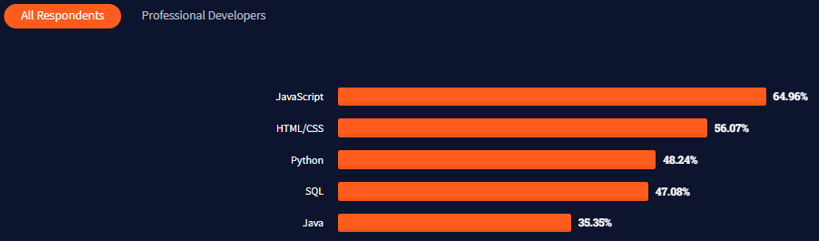 All Respondents Professional Developers
JavaScript 64.96%
HTML/CSS 56.07%
Python 48.24%
SQL 47.08%
Java 35.35%